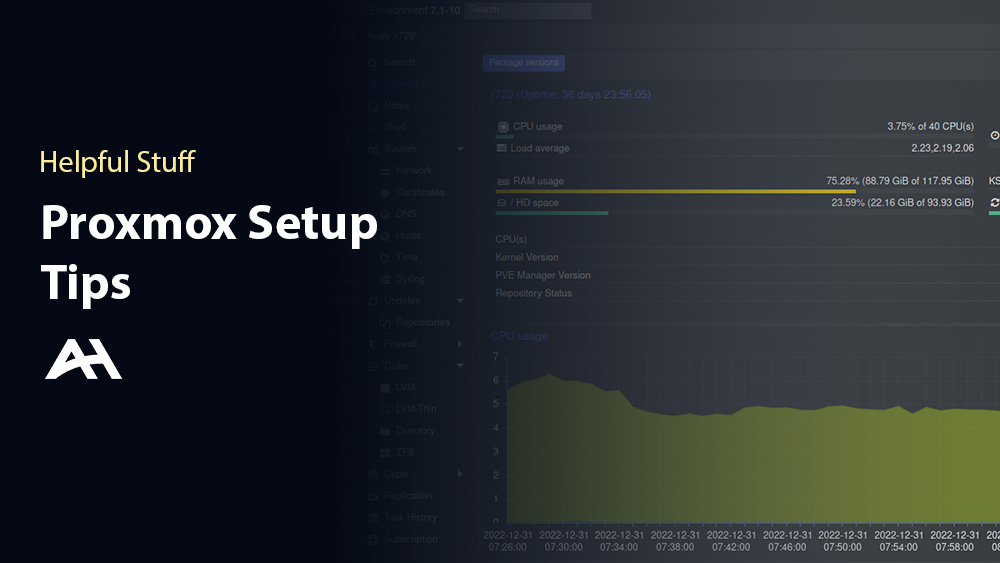 Helpful Stuff
Proxmox Setup
Tips
Environment 7.1-10
Search
Node 'r720'
Search
Summary
Notes
Shell
System
Network
Certificates
DNS
Hosts
Time
Syslog
Updates
Repositories
Firewall
Disks
LVM
LVM-Thin
Directory
ZFS
Ceph
Replication
Task History
Subscription
Package versions
r720 (Uptime: 36 days 23:56:05)
CPU usage 3.75% of 40 CPU(s)
Load average 2.23,2.19,2.06
RAM usage 75.28% (88.79 GiB of 117.95 GiB) KS
/ HD space 23.59% (22.16 GiB of 93.93 GiB)
CPU(s)
Kernel Version
PVE Manager Version
Repository Status
CPU usage
7
6
5
4
3
2
1
0
2022-12-31 2022-12-31 2022-12-31 2022-12-31 2022-12-31 2022-12-31 2022-12-31 2022-12-31 2022-12-31 202
07:26:00 07:30:00 07:34:00 07:38:00 07:42:00 07:46:00 07:50:00 07:54:00 07:58:00 08